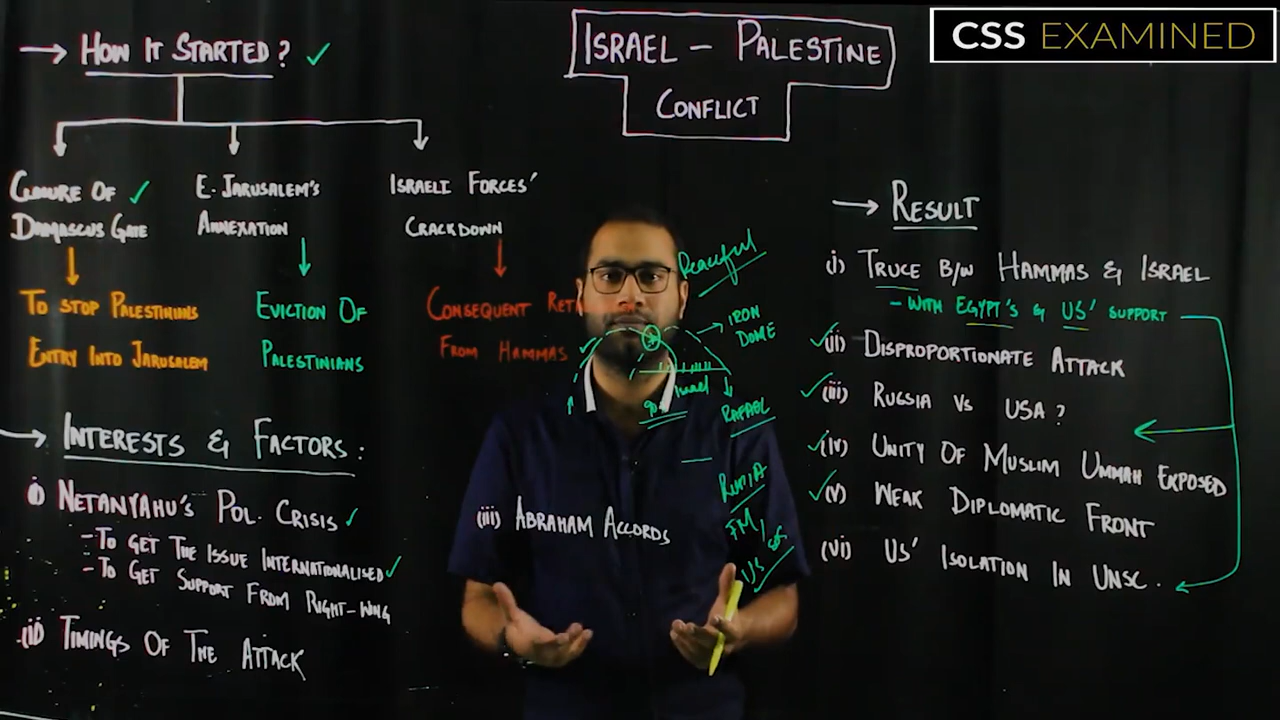 CSS EXAMINED
ISRAEL – PALESTINE
CONFLICT
→ HOW IT STARTED? ✓
CLOSURE OF ✓
DAMASCUS GATE
TO STOP PALESTINIANS
ENTRY INTO JARUSALEM
E. JARUSALEM'S
ANNEXATION
EVICTION OF
PALESTINIANS
ISRAELI FORCES'
CRACKDOWN
CONSEQUENT
FROM HAMMAS
→ INTERESTS & FACTORS:
(i) NETANYAHU'S POL. CRISIS ✓
- TO GET THE ISSUE INTERNATIONALISED ✓
- TO GET SUPPORT FROM RIGHT-WING
(ii) TIMINGS OF THE ATTACK
(iii) ABRAHAM ACCORDS
Peaceful
IRON
DOME
Israel
90%
RAFAEL
RUSSIA
FM,
US
→ RESULT
i) TRUCE B/W HAMMAS & ISRAEL
- WITH EGYPT'S & US' SUPPORT
(ii) DISPROPORTIONATE ATTACK
(iii) RUSSIA VS USA?
(iv) UNITY OF MUSLIM UMMAH EXPOSED
(v) WEAK DIPLOMATIC FRONT
(vi) US' ISOLATION IN UNSC.